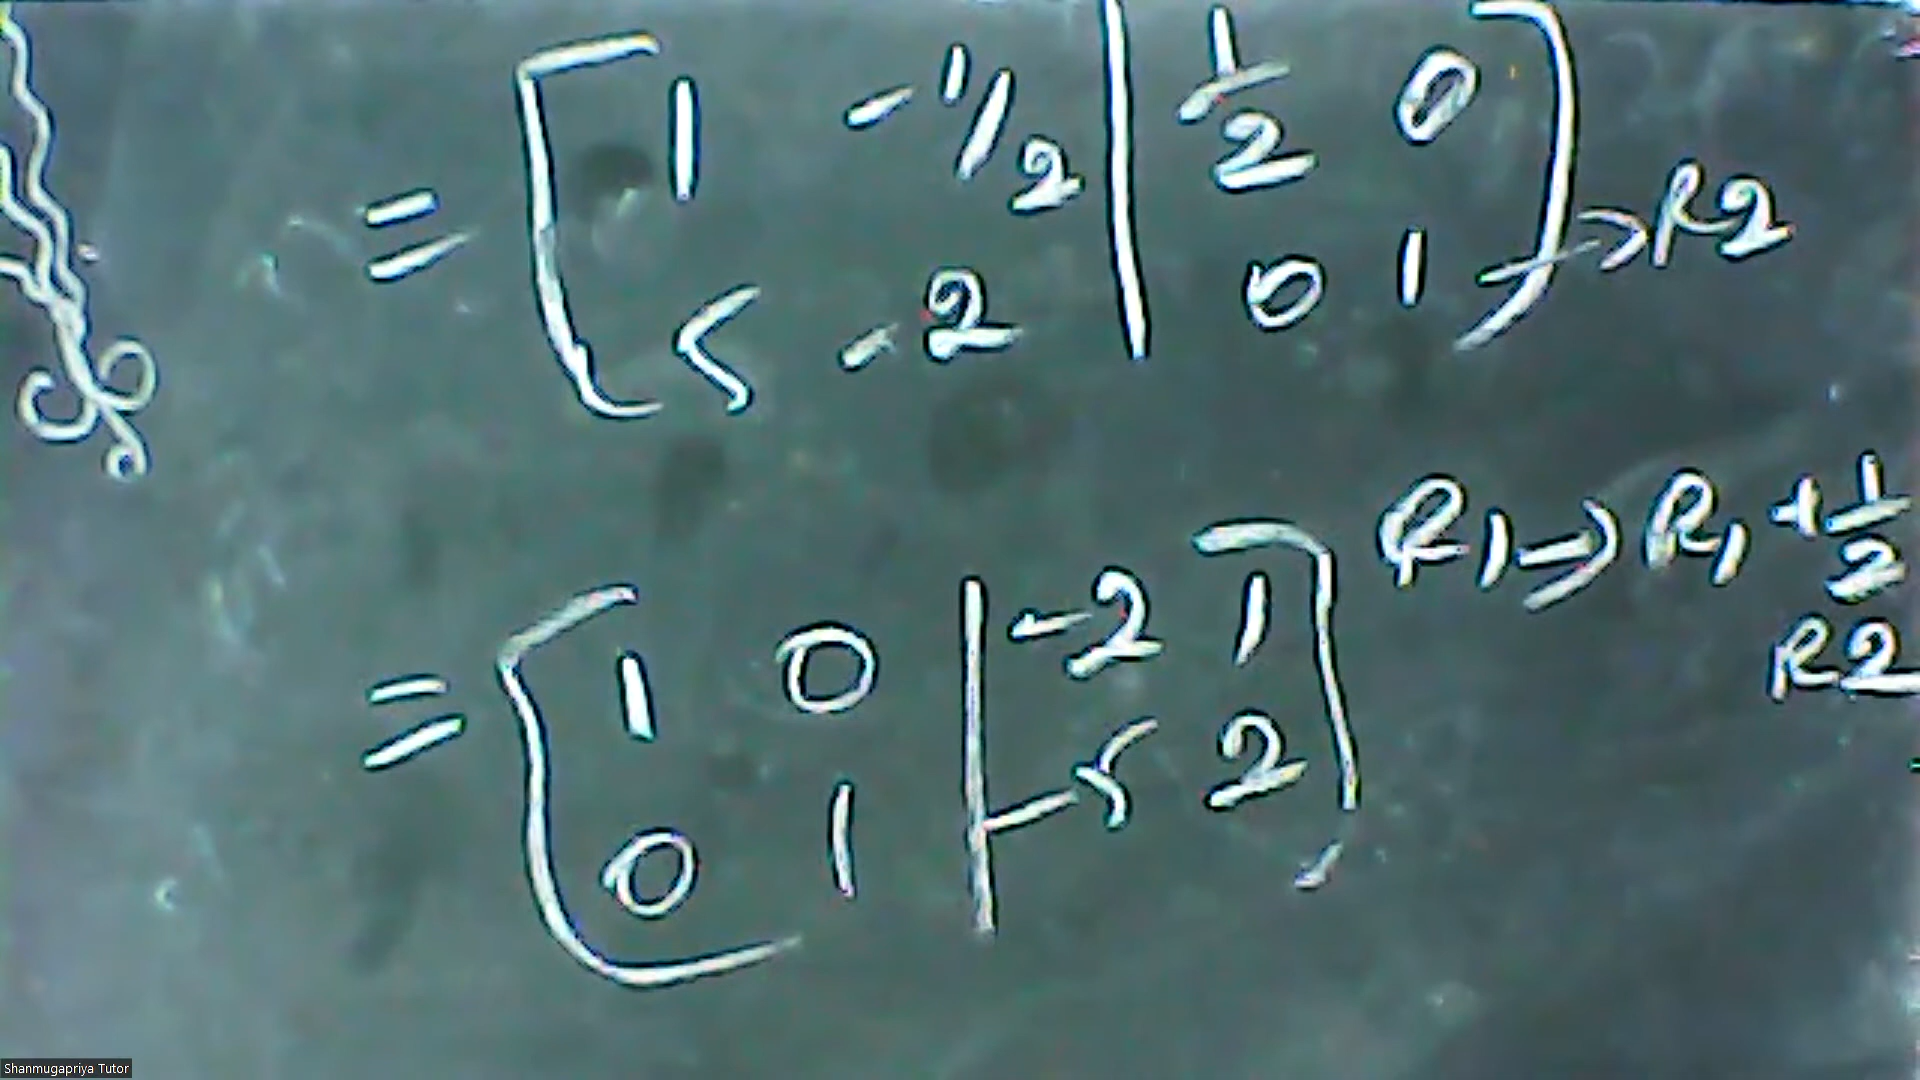 = [ 1 -1/2 | 1/2 0 ]
5 -2 | 0 1 → R2
= [ 1 0 | -2 1 ] R1 → R1 + 1/2 R2
0 1 | -5 2
Shanmugapriya Tutor